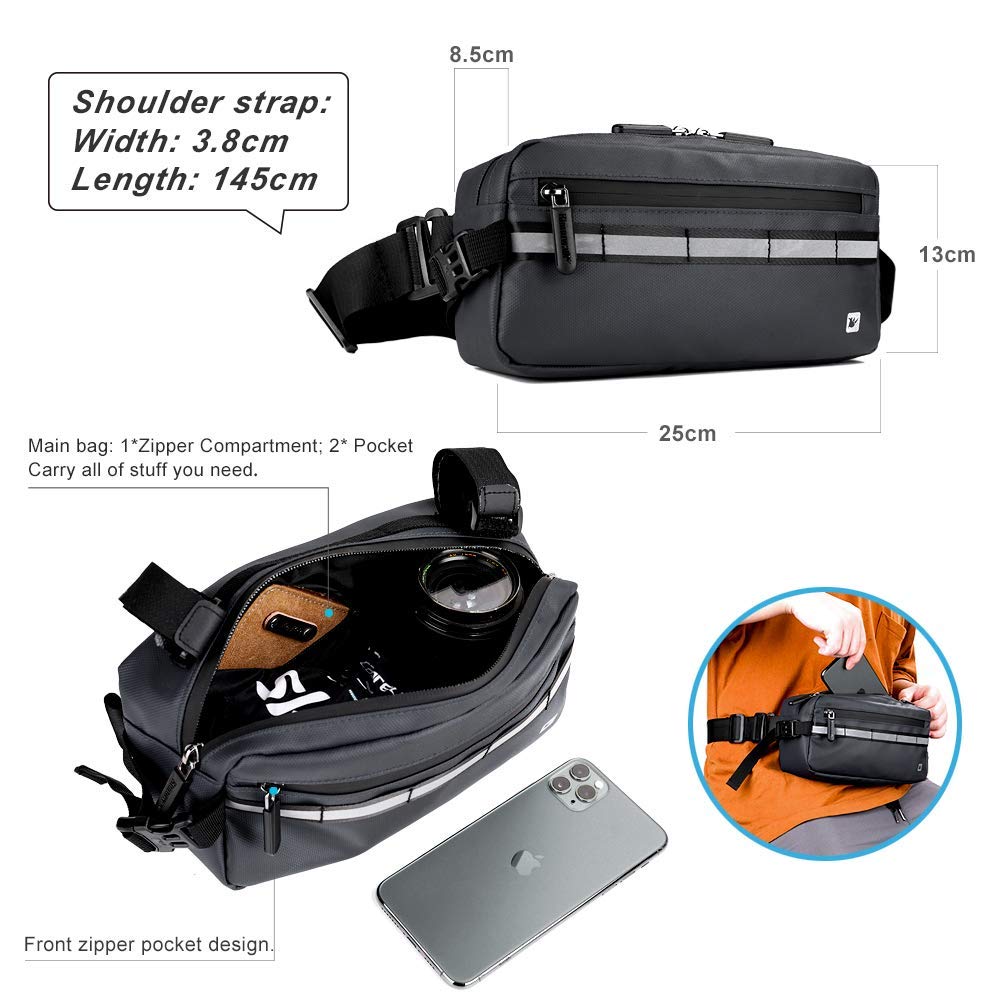 8.5cm
Shoulder strap:
Width: 3.8cm
Length: 145cm
13cm
25cm
Main bag: 1*Zipper Compartment; 2* Pocket
Carry all of stuff you need.
Front zipper pocket design.